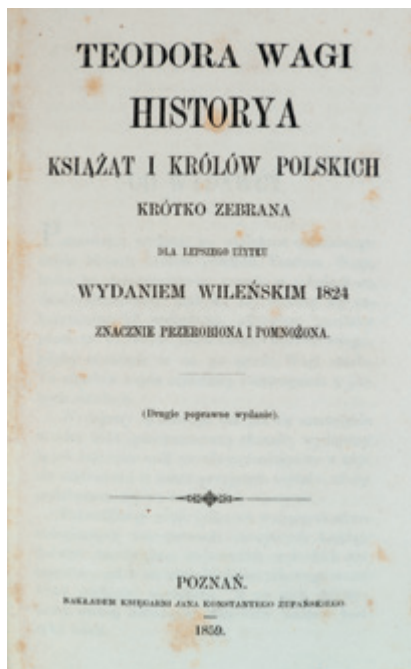 TEODORA WAGI
HISTORYA
KSIĄŻĄT I KRÓLÓW POLSKICH
KRÓTKO ZEBRANA
DLA LEPSZEGO UŻYTKU
WYDANIEM WILEŃSKIM 1824
ZNACZNIE PRZEROBIONA I POMNOŻONA.
(Drugie poprawne wydanie).
POZNAŃ.
NAKŁADEM KSIĘGARNI JANA KONSTANTEGO ŻUPAŃSKIEGO
1859.